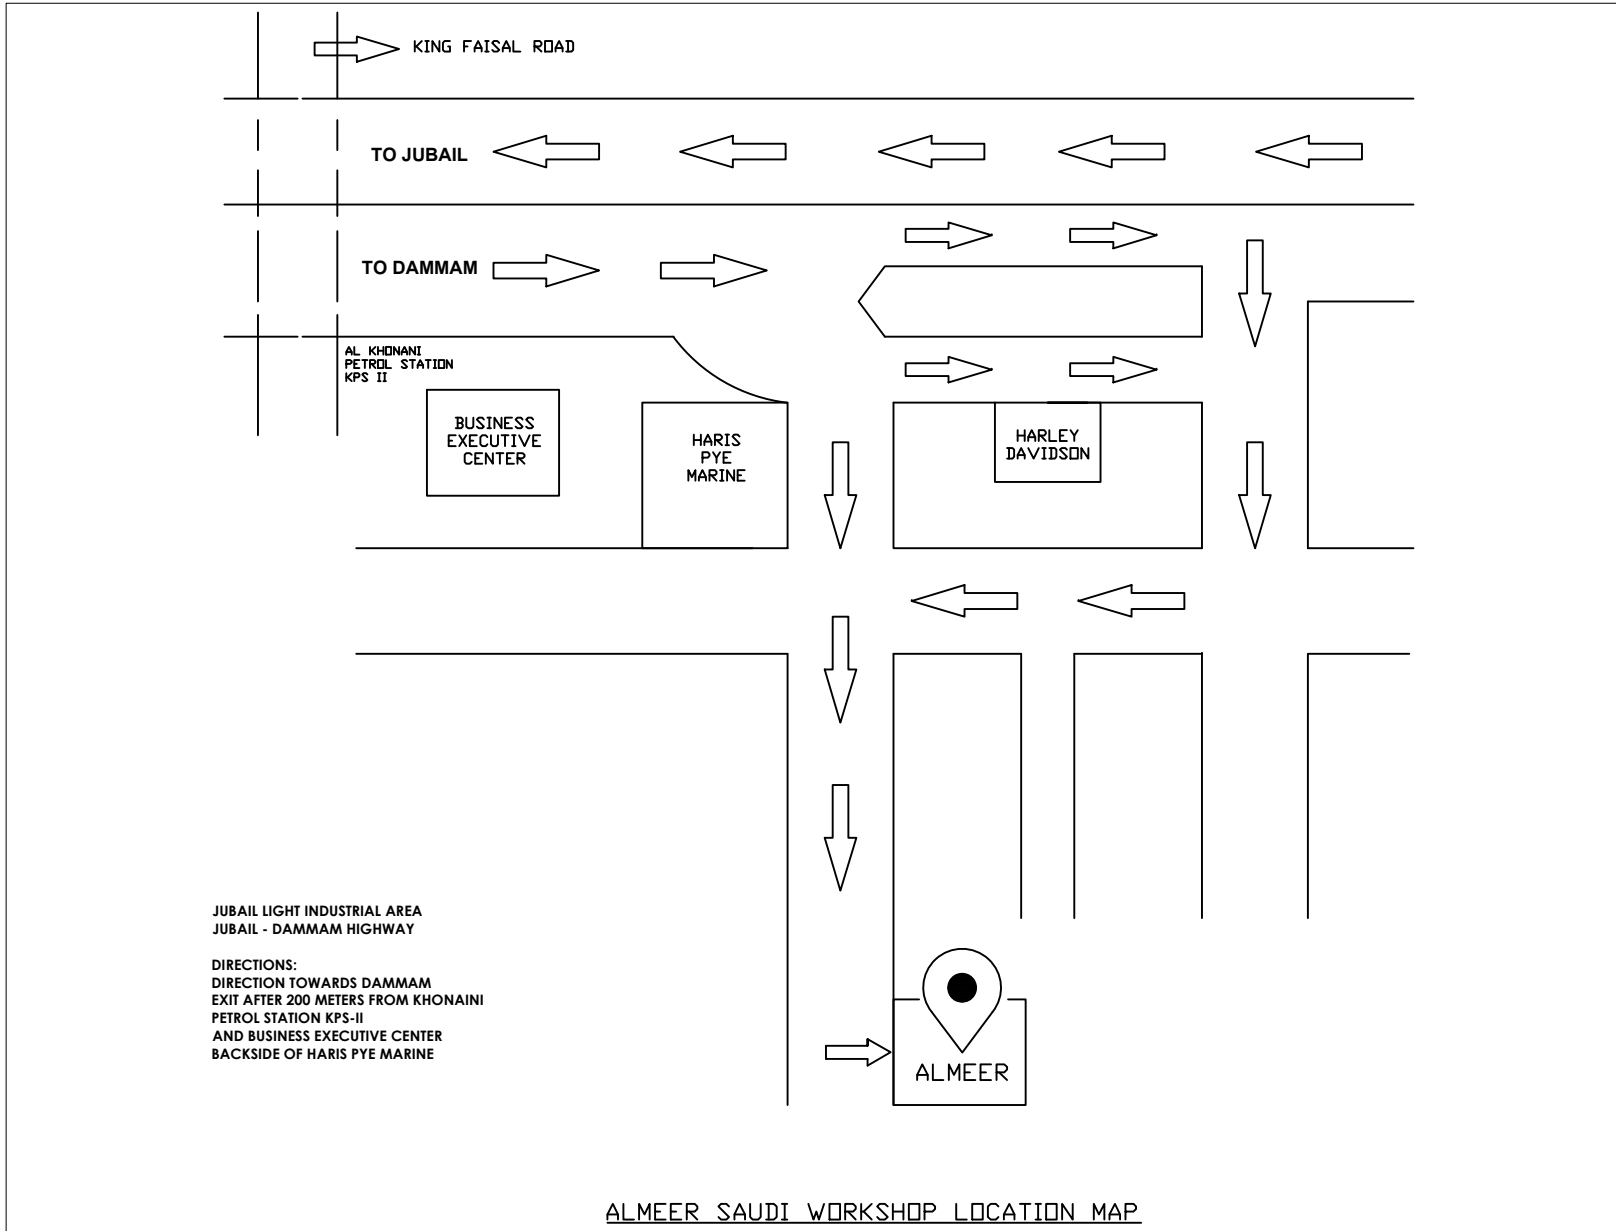 KING FAISAL ROAD
TO JUBAIL
TO DAMMAM
AL KHONANI
PETROL STATION
KPS II
BUSINESS
EXECUTIVE
CENTER
HARIS
PYE
MARINE
HARLEY
DAVIDSON
JUBAIL LIGHT INDUSTRIAL AREA
JUBAIL - DAMMAM HIGHWAY
DIRECTIONS:
DIRECTION TOWARDS DAMMAM
EXIT AFTER 200 METERS FROM KHONAINI
PETROL STATION KPS-II
AND BUSINESS EXECUTIVE CENTER
BACKSIDE OF HARIS PYE MARINE
ALMEER
ALMEER SAUDI WORKSHOP LOCATION MAP